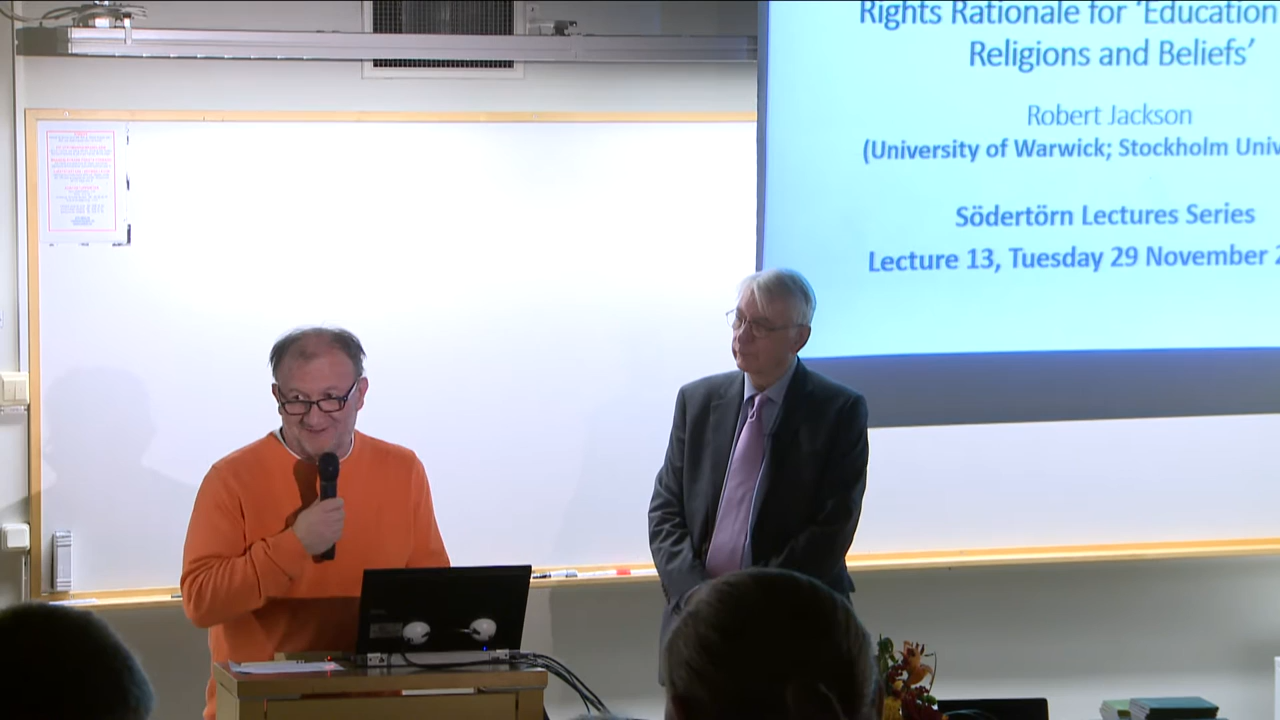 Rights Rationale for 'Education
Religions and Beliefs'
Robert Jackson
(University of Warwick; Stockholm Univ
Södertörn Lectures Series
Lecture 13, Tuesday 29 November 2